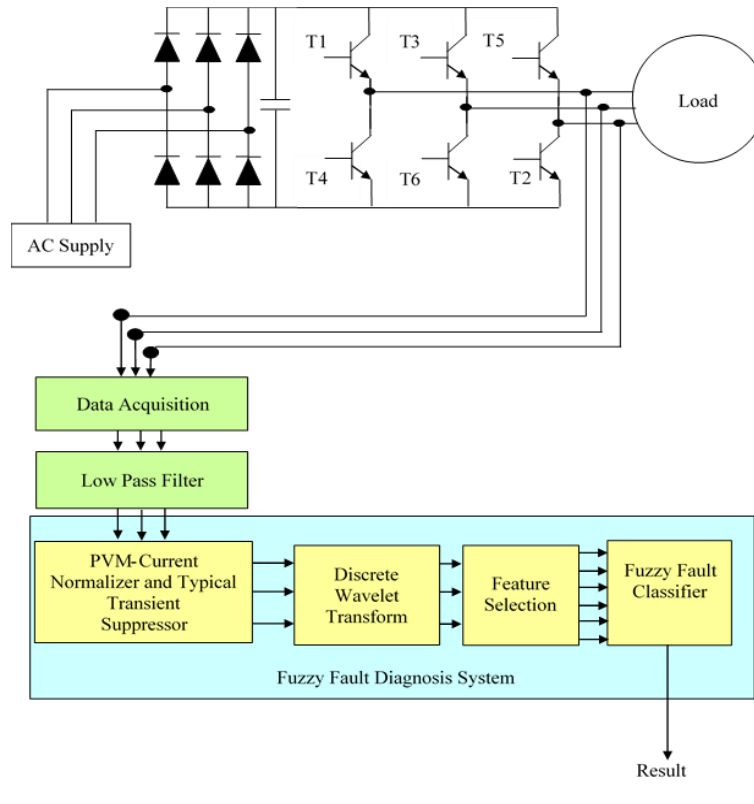 T1
T3
T5
Load
T4
T6
T2
AC Supply
Data Acquisition
Low Pass Filter
PVM-Current
Normalizer and Typical
Transient
Suppressor
Discrete
Wavelet
Transform
Feature
Selection
Fuzzy Fault
Classifier
Fuzzy Fault Diagnosis System
Result